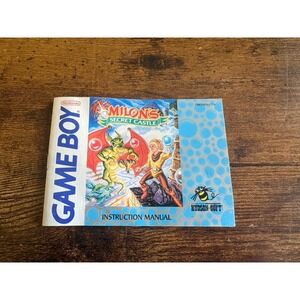 Nintendo
GAME BOY
MILON'S
SECRET CASTLE
INSTRUCTION MANUAL
HUDSON SOFT